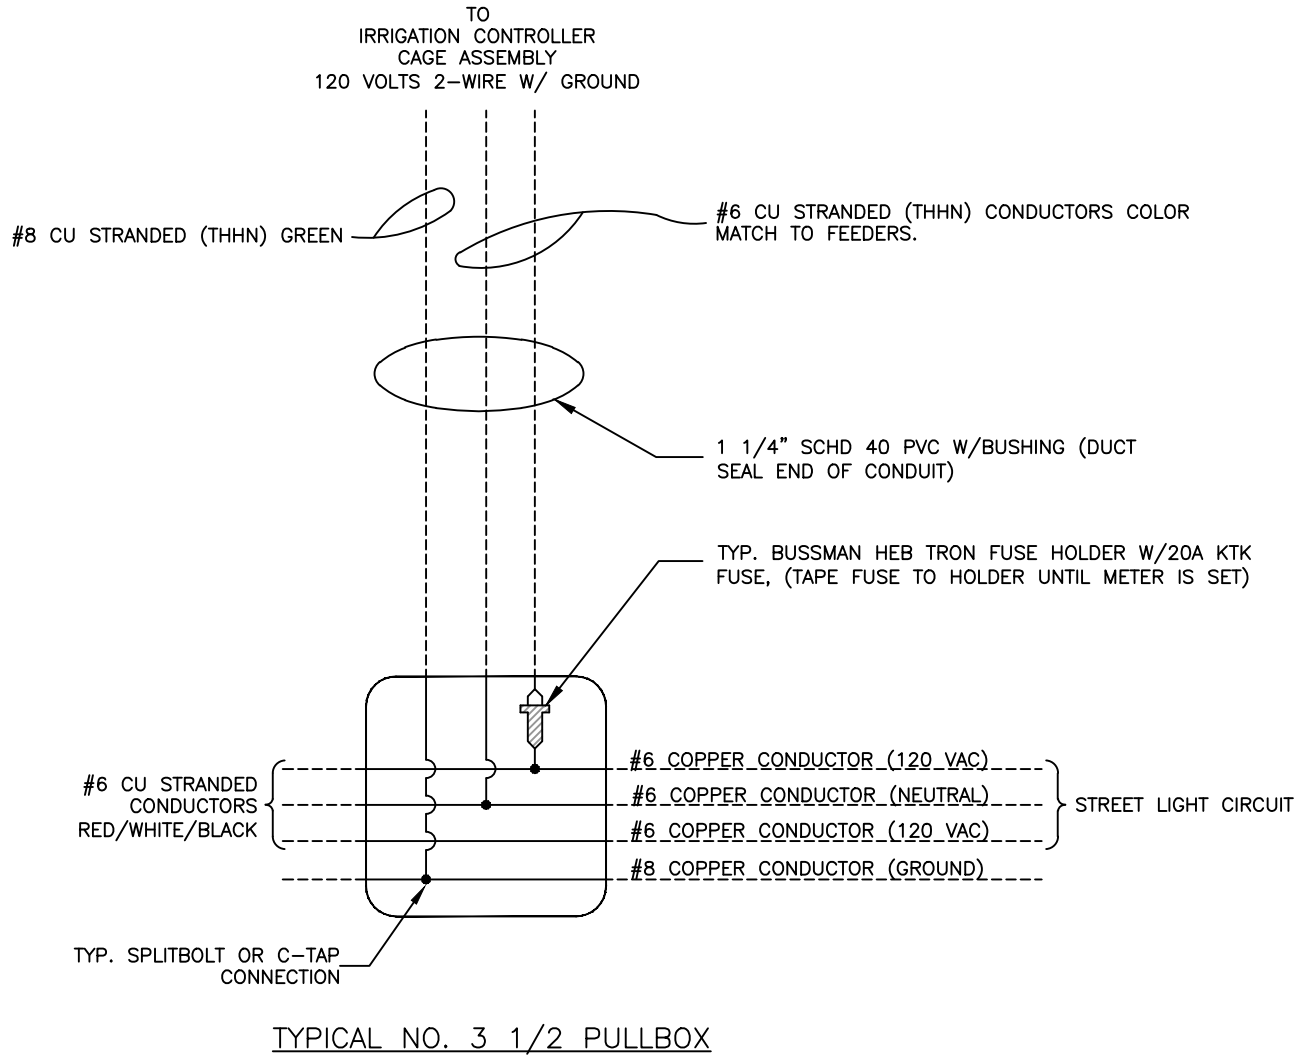 TO
IRRIGATION CONTROLLER
CAGE ASSEMBLY
120 VOLTS 2-WIRE W/ GROUND
#8 CU STRANDED (THHN) GREEN
#6 CU STRANDED (THHN) CONDUCTORS COLOR
MATCH TO FEEDERS.
1 1/4" SCHD 40 PVC W/BUSHING (DUCT
SEAL END OF CONDUIT)
TYP. BUSSMAN HEB TRON FUSE HOLDER W/20A KTK
FUSE, (TAPE FUSE TO HOLDER UNTIL METER IS SET)
#6 CU STRANDED
CONDUCTORS
RED/WHITE/BLACK
#6 COPPER CONDUCTOR (120 VAC)
#6 COPPER CONDUCTOR (NEUTRAL)
#6 COPPER CONDUCTOR (120 VAC)
#8 COPPER CONDUCTOR (GROUND)
STREET LIGHT CIRCUIT
TYP. SPLITBOLT OR C-TAP
CONNECTION
TYPICAL NO. 3 1/2 PULLBOX